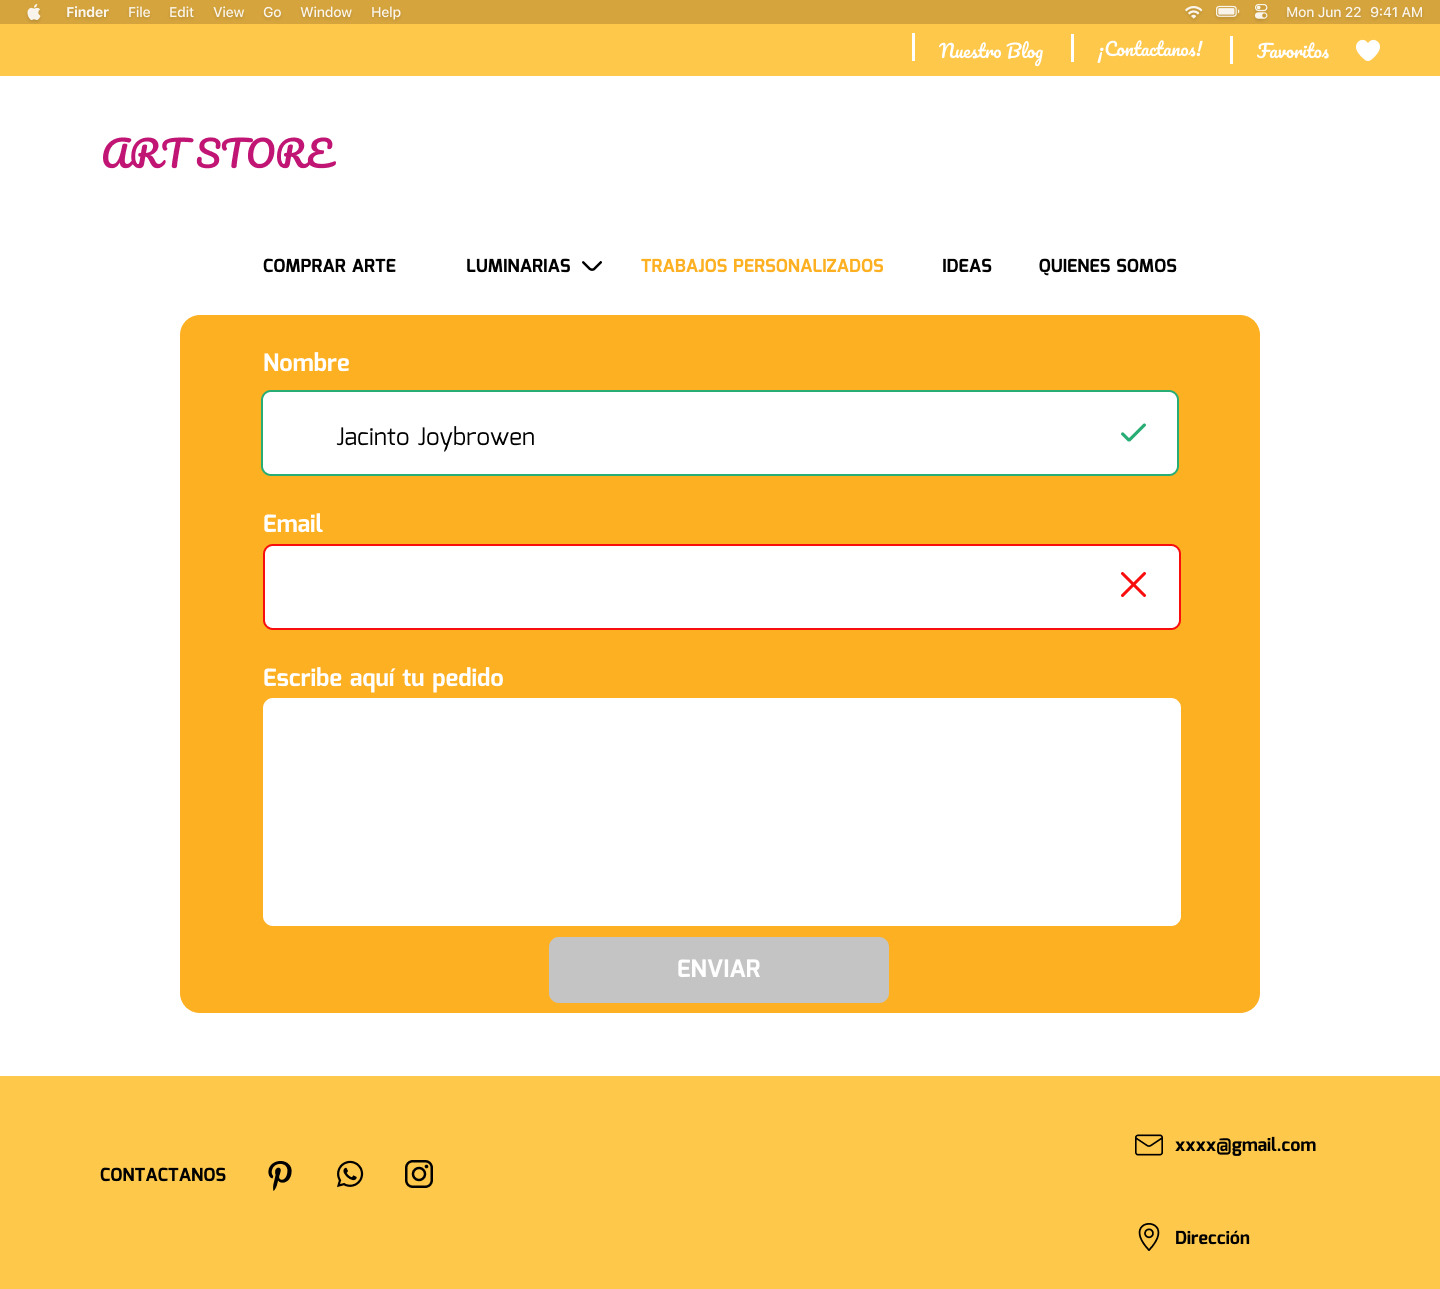 Finder File Edit View Go Window Help Mon Jun 22 9:41 AM
Nuestro Blog ¡Contactanos! Favoritos
ART STORE
COMPRAR ARTE LUMINARIAS TRABAJOS PERSONALIZADOS IDEAS QUIENES SOMOS
Nombre
Jacinto Joybrowen
Email
Escribe aquí tu pedido
ENVIAR
xxxx@gmail.com
CONTACTANOS
Dirección